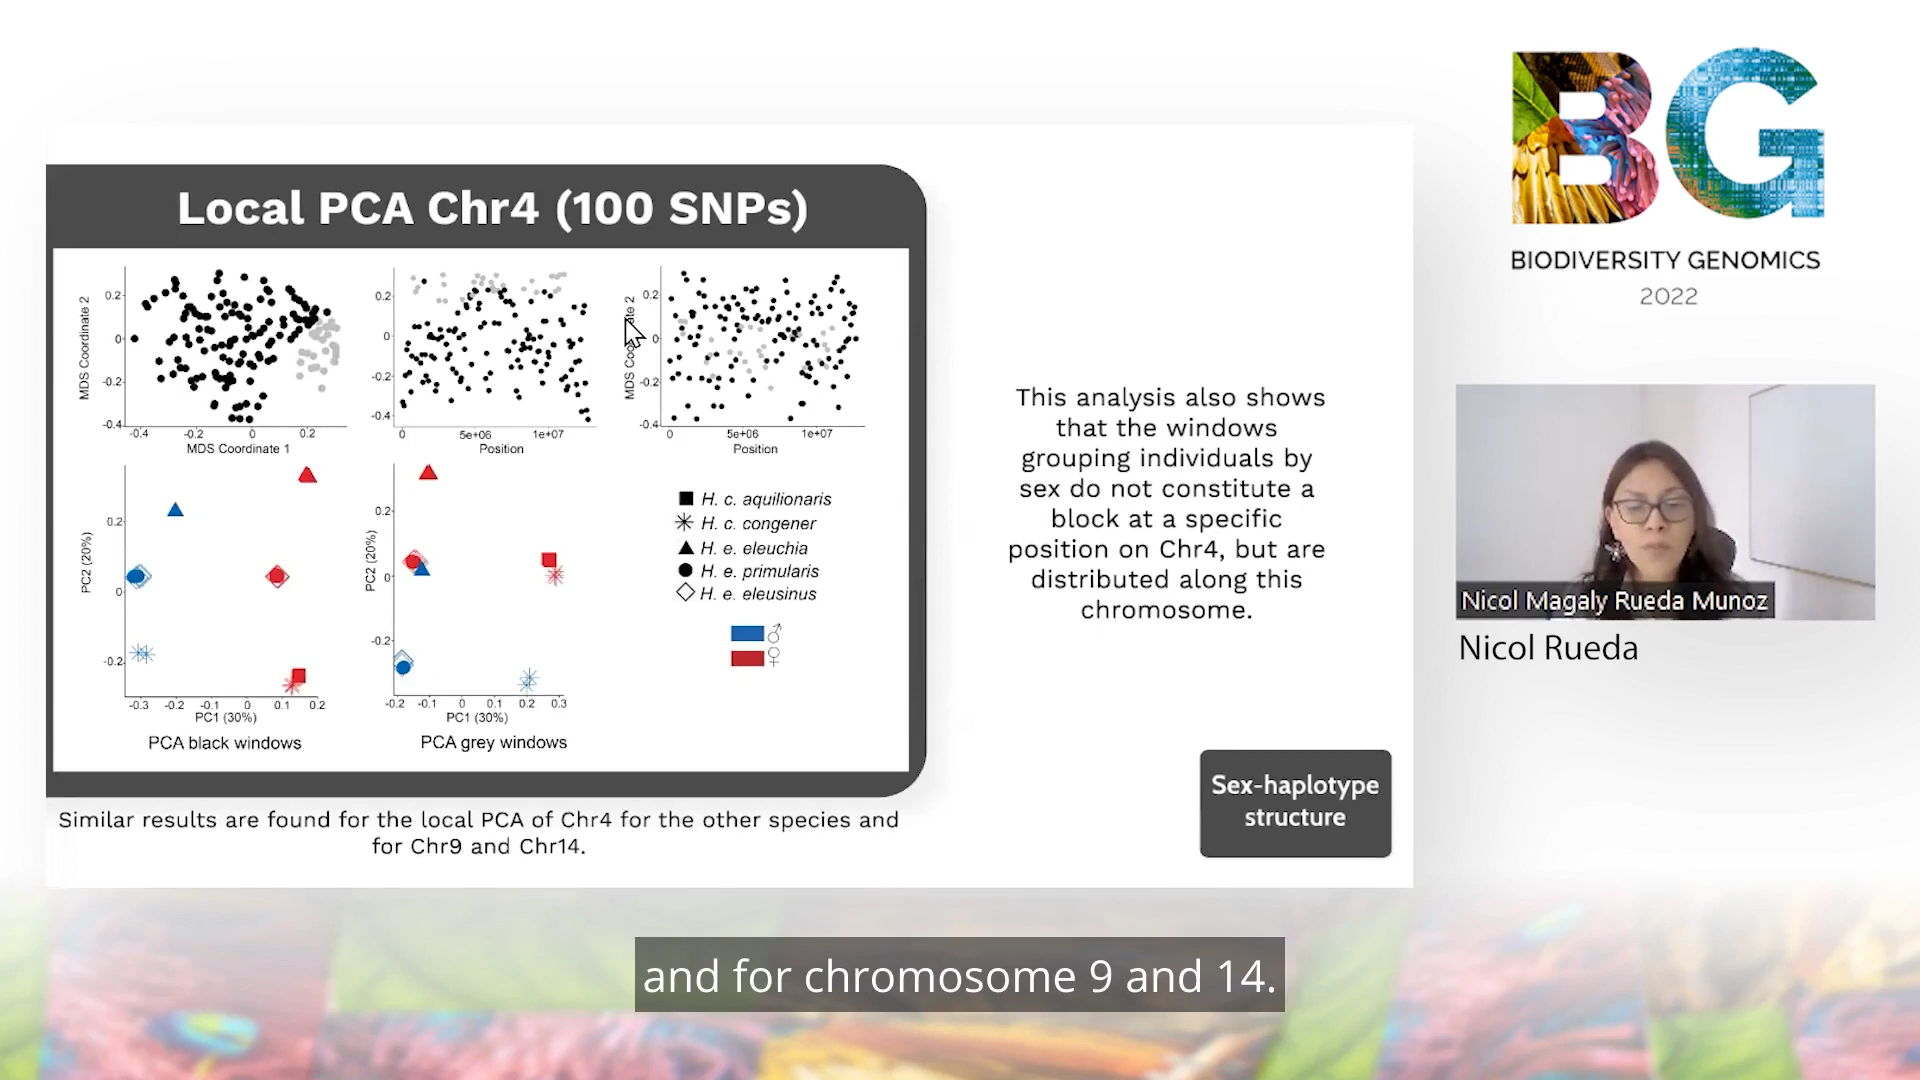 BG
BIODIVERSITY GENOMICS
2022
Local PCA Chr4 (100 SNPs)
MDS Coordinate 2
0.2
0
-0.2
-0.4
-0.4 -0.2 0 0.2
MDS Coordinate 1
0.2
0
-0.2
-0.4
0 5e+06 1e+07
Position
MDS Coordinate 2
0.2
0
-0.2
-0.4
0 5e+06 1e+07
Position
PC2 (20%)
0.2
0
-0.2
-0.3 -0.2 -0.1 0 0.1 0.2
PC1 (30%)
PCA black windows
PC2 (20%)
0.2
0
-0.2
-0.2 -0.1 0 0.1 0.2 0.3
PC1 (30%)
PCA grey windows
H. c. aquilionaris
H. c. congener
H. e. eleuchia
H. e. primularis
H. e. eleusinus
♂
♀
This analysis also shows
that the windows
grouping individuals by
sex do not constitute a
block at a specific
position on Chr4, but are
distributed along this
chromosome.
Sex-haplotype
structure
Similar results are found for the local PCA of Chr4 for the other species and
for Chr9 and Chr14.
Nicol Magaly Rueda Munoz
Nicol Rueda
and for chromosome 9 and 14.